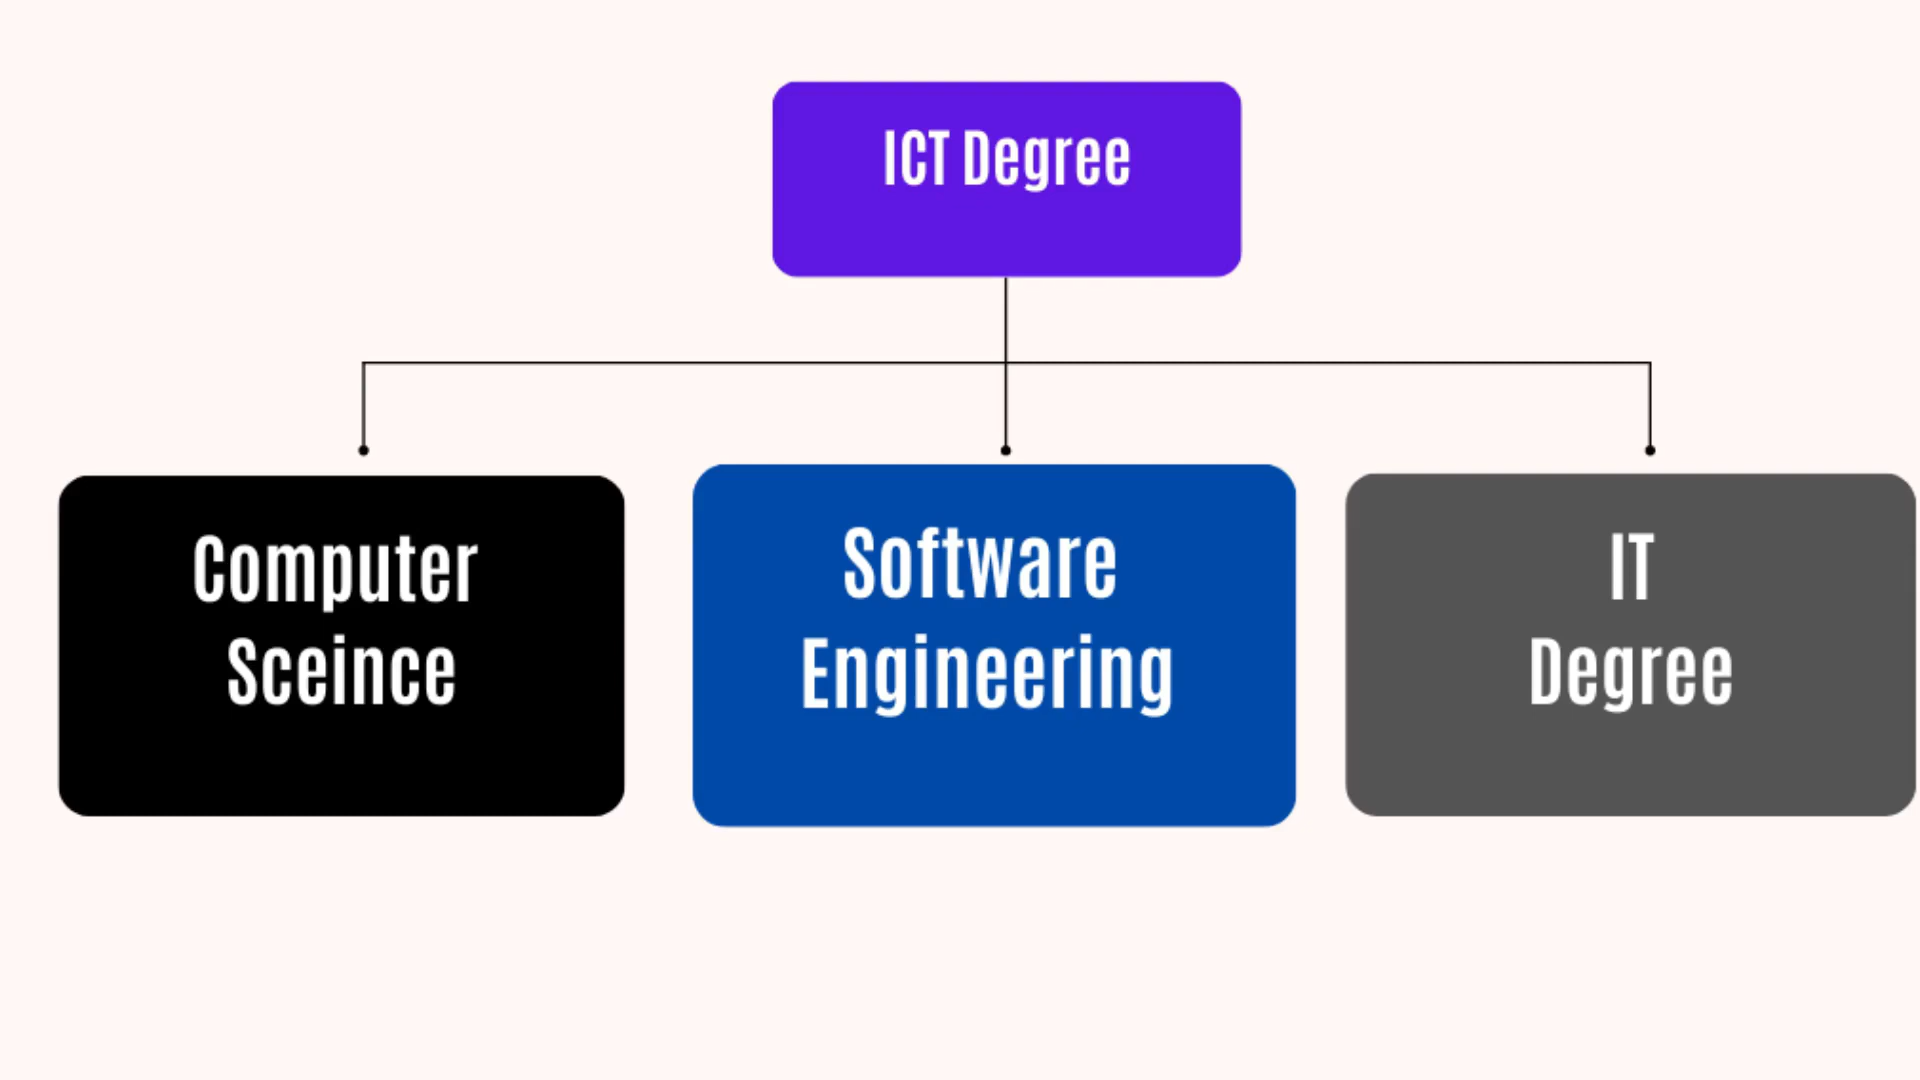 ICT Degree
Computer
Sceince
Software
Engineering
IT
Degree